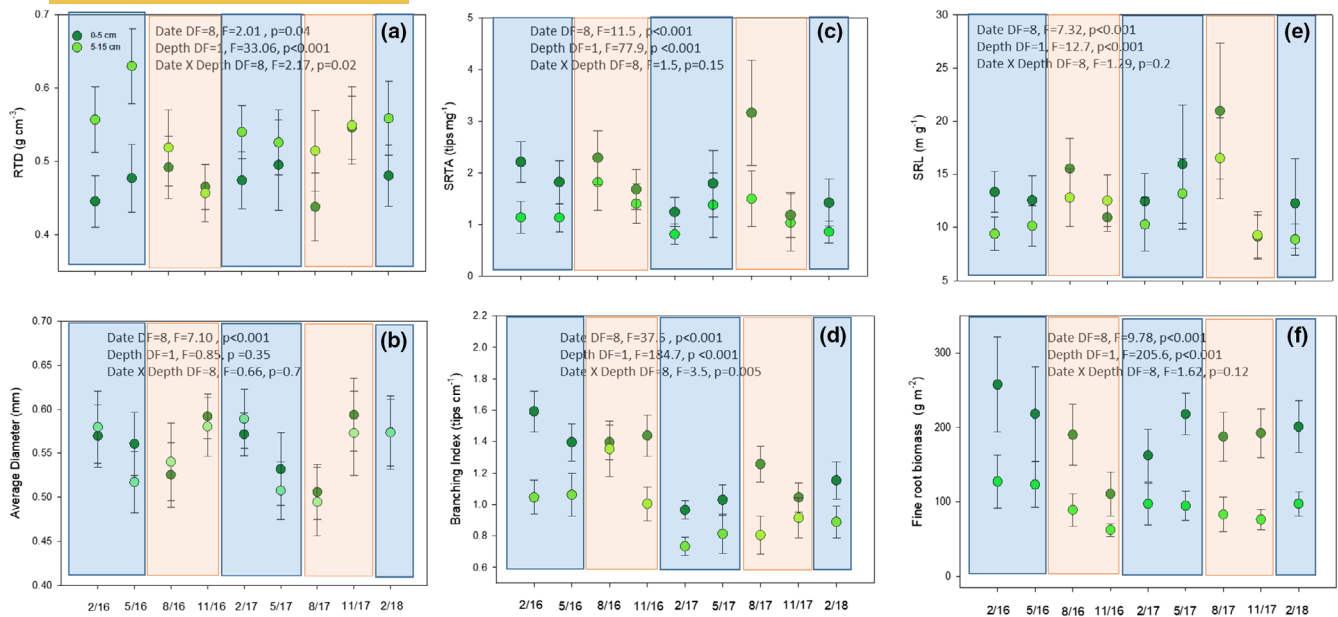 (a)
0-5 cm
5-15 cm
Date DF=8, F=2.01 , p=0.04
Depth DF=1, F=33.06, p<0.001
Date X Depth DF=8, F=2.17, p=0.02
RTD (g cm-3)
0.7
0.6
0.5
0.4
(c)
Date DF=8, F=11.5 , p<0.001
Depth DF=1, F=77.9, p <0.001
Date X Depth DF=8, F=1.5, p=0.15
SRTA (tips mg-1)
5
4
3
2
1
0
(e)
Date DF=8, F=7.32, p<0.001
Depth DF=1, F=12.7, p<0.001
Date X Depth DF=8, F=1.29, p=0.2
SRL (m g-1)
30
25
20
15
10
5
(b)
Date DF=8, F=7.10 , p<0.001
Depth DF=1, F=0.85, p =0.35
Date X Depth DF=8, F=0.66, p=0.7
Average Diameter (mm)
0.70
0.65
0.60
0.55
0.50
0.45
0.40
2/16 5/16 8/16 11/16 2/17 5/17 8/17 11/17 2/18
(d)
Date DF=8, F=37.5 , p<0.001
Depth DF=1, F=184.7, p <0.001
Date X Depth DF=8, F=3.5, p=0.005
Branching Index (tips cm-1)
2.0
1.8
1.6
1.4
1.2
1.0
0.8
0.6
2/16 5/16 8/16 11/16 2/17 5/17 8/17 11/17 2/18
(f)
Date DF=8, F=9.78, p<0.001
Depth DF=1, F=205.6, p<0.001
Date X Depth DF=8, F=1.62, p=0.12
Fine root biomass (g m-2)
300
200
100
0
2/16 5/16 8/16 11/16 2/17 5/17 8/17 11/17 2/18